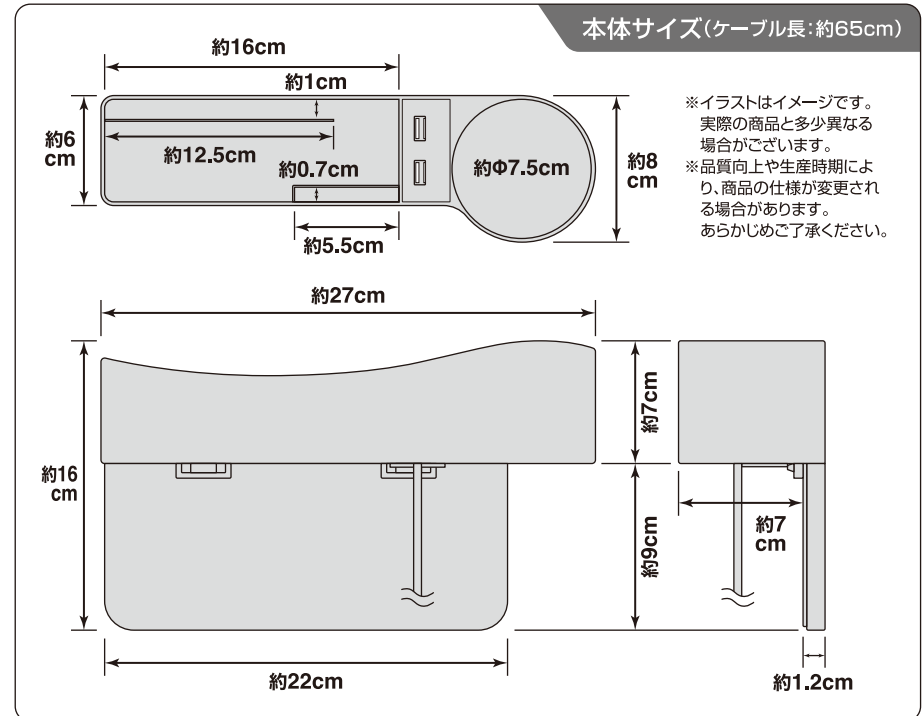 本体サイズ(ケーブル長:約65cm)
約16cm
約1cm
約6
cm
約12.5cm
約0.7cm
約5.5cm
約Φ7.5cm
約8
cm
※イラストはイメージです。
実際の商品と多少異なる
場合がございます。
※品質向上や生産時期によ
り、商品の仕様が変更され
る場合があります。
あらかじめご了承ください。
約27cm
約16
cm
約7cm
約9cm
約7
cm
約22cm
約1.2cm